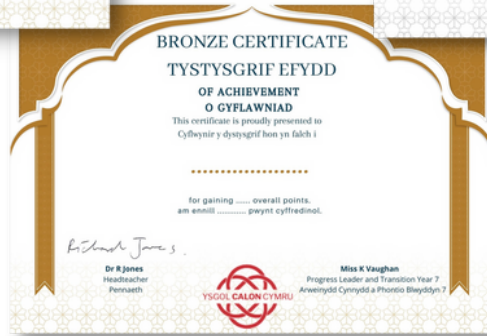 BRONZE CERTIFICATE
TYSTYSGRIF EFYDD
OF ACHIEVEMENT
O GYFLAWNIAD
This certificate is proudly presented to
Cyflwynir y dystysgrif hon yn falch i
....................
for gaining ...... overall points.
am ennill ............ pwynt cyffredinol.
Richard Jones.
Dr R Jones
Headteacher
Pennaeth
YSGOL CALON CYMRU
Miss K Vaughan
Progress Leader and Transition Year 7
Arweinydd Cynnydd a Phontio Blwyddyn 7